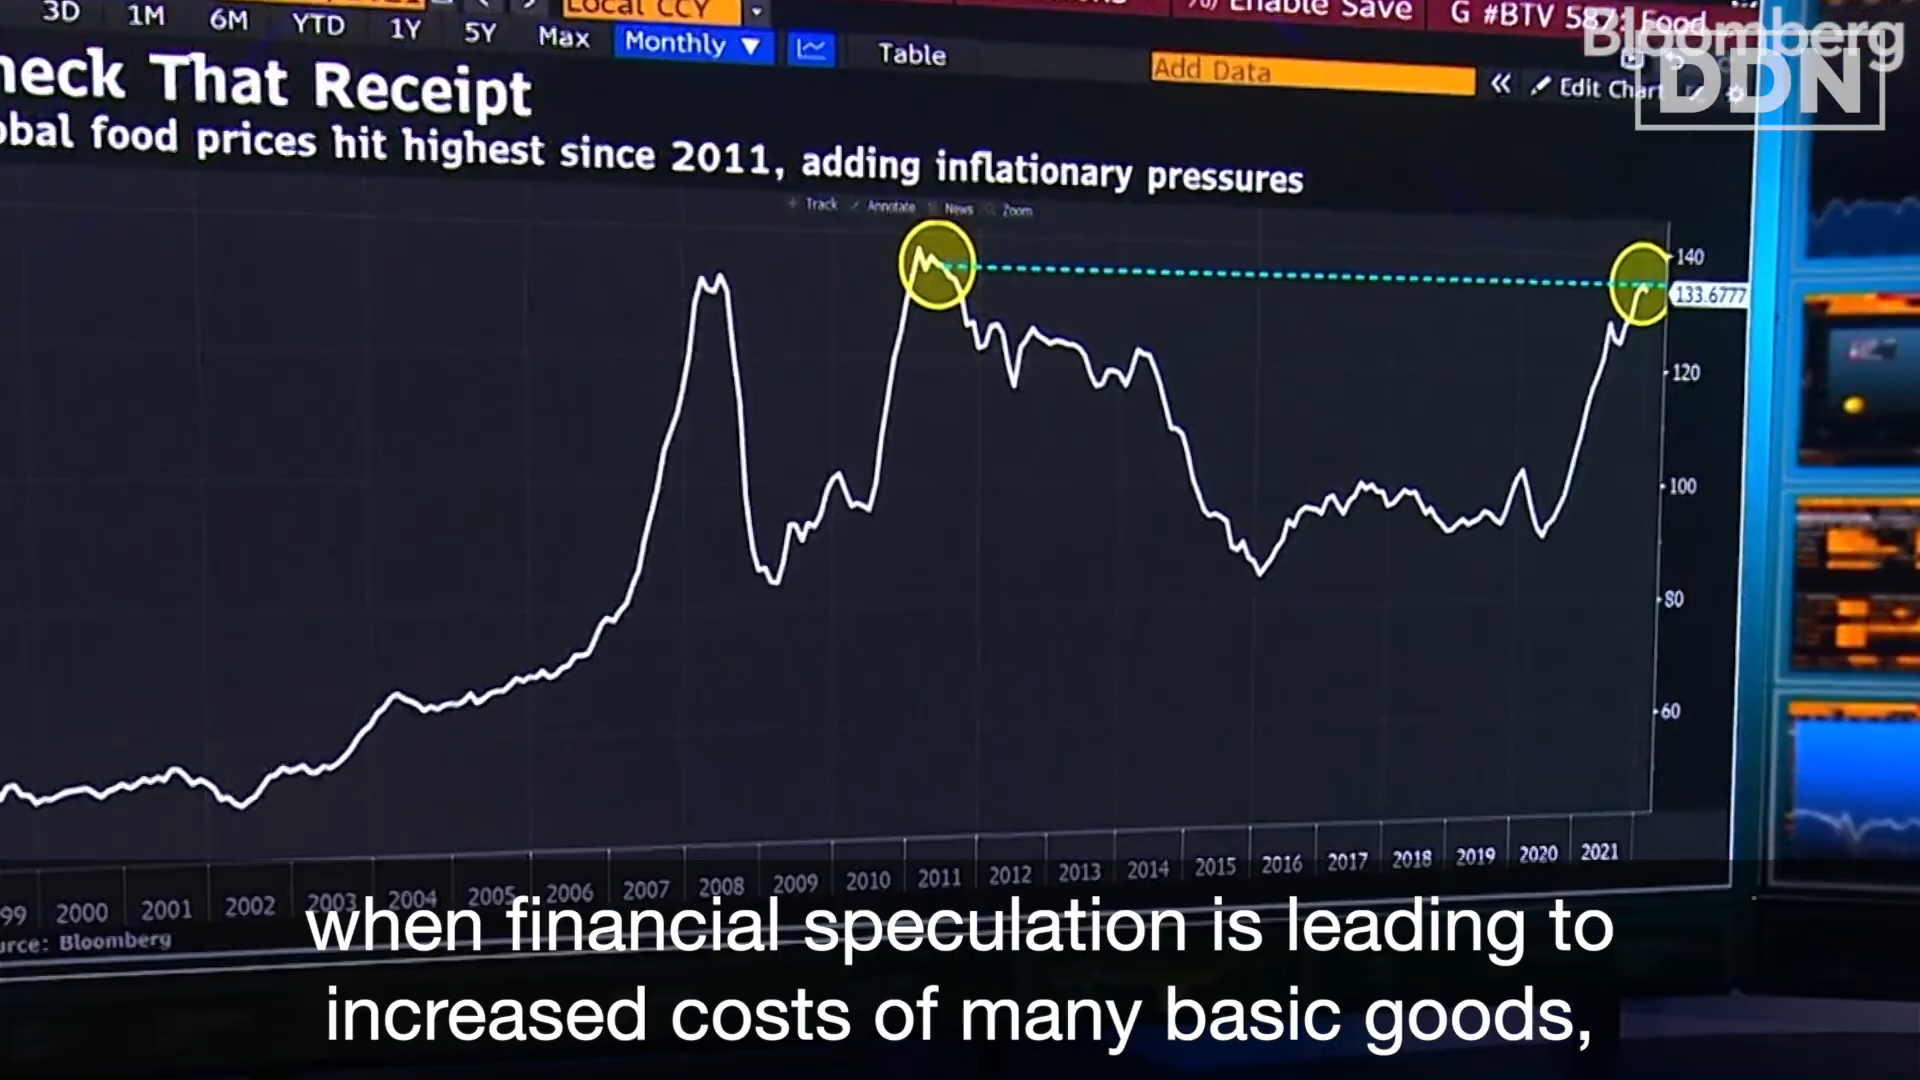 3D 1M 6M YTD 1Y 5Y Max Monthly ▼ Table
Local CCY
Enable Save
G #BTV 587: Food
Bloomberg
DDN
Add Data
« Edit Chart
heck That Receipt
obal food prices hit highest since 2011, adding inflationary pressures
+ Track Annotate News Zoom
140
133.6777
120
100
80
60
99 2000 2001 2002 2003 2004 2005 2006 2007 2008 2009 2010 2011 2012 2013 2014 2015 2016 2017 2018 2019 2020 2021
urce: Bloomberg
when financial speculation is leading to
increased costs of many basic goods,